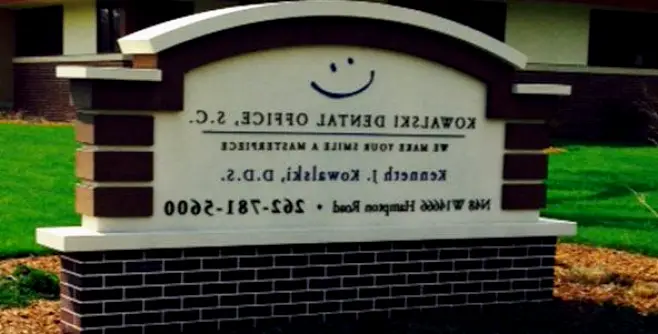 KOWALSKI DENTAL OFFICE, S.C.
WE MAKE YOUR SMILE A MASTERPIECE
Kenneth J. Kowalski, D.D.S.
N48 W14666 Hampton Road • 262-781-5600